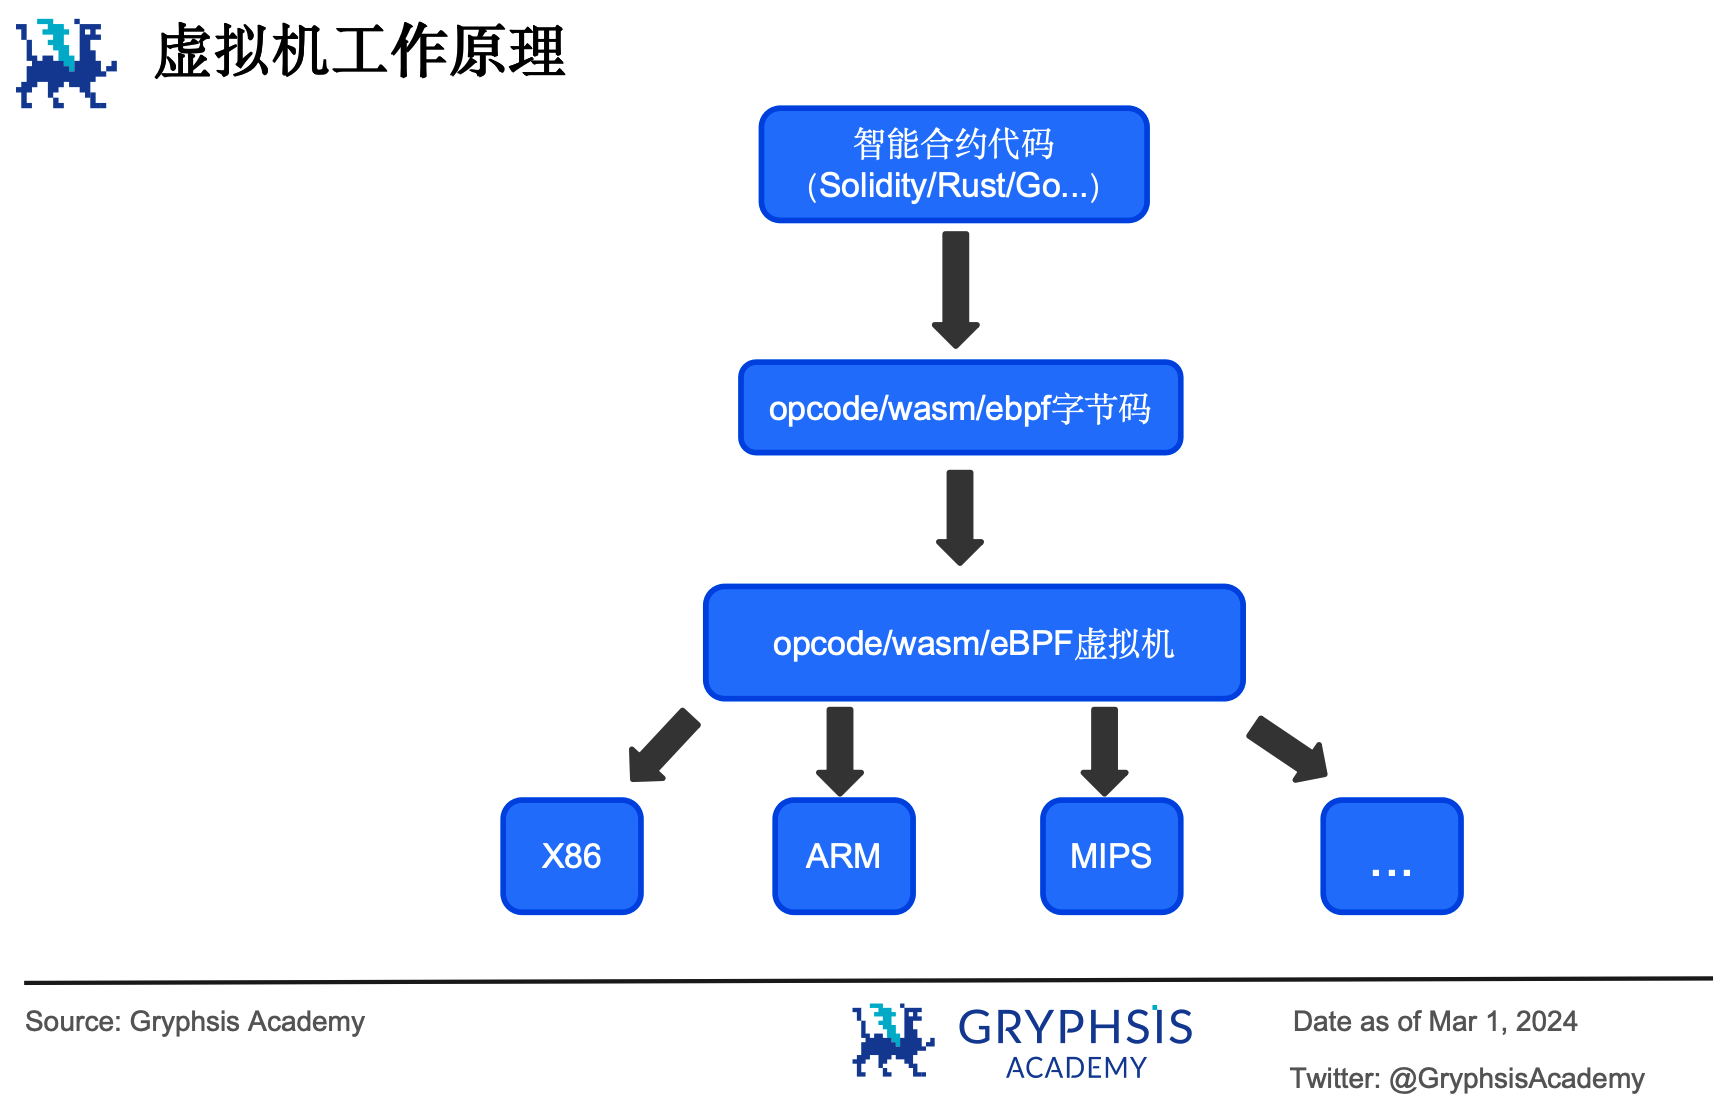 虚拟机工作原理
智能合约代码
（Solidity/Rust/Go...）
opcode/wasm/ebpf字节码
opcode/wasm/eBPF虚拟机
X86
ARM
MIPS
...
Source: Gryphsis Academy
GRYPHSIS
ACADEMY
Date as of Mar 1, 2024
Twitter: @GryphsisAcademy